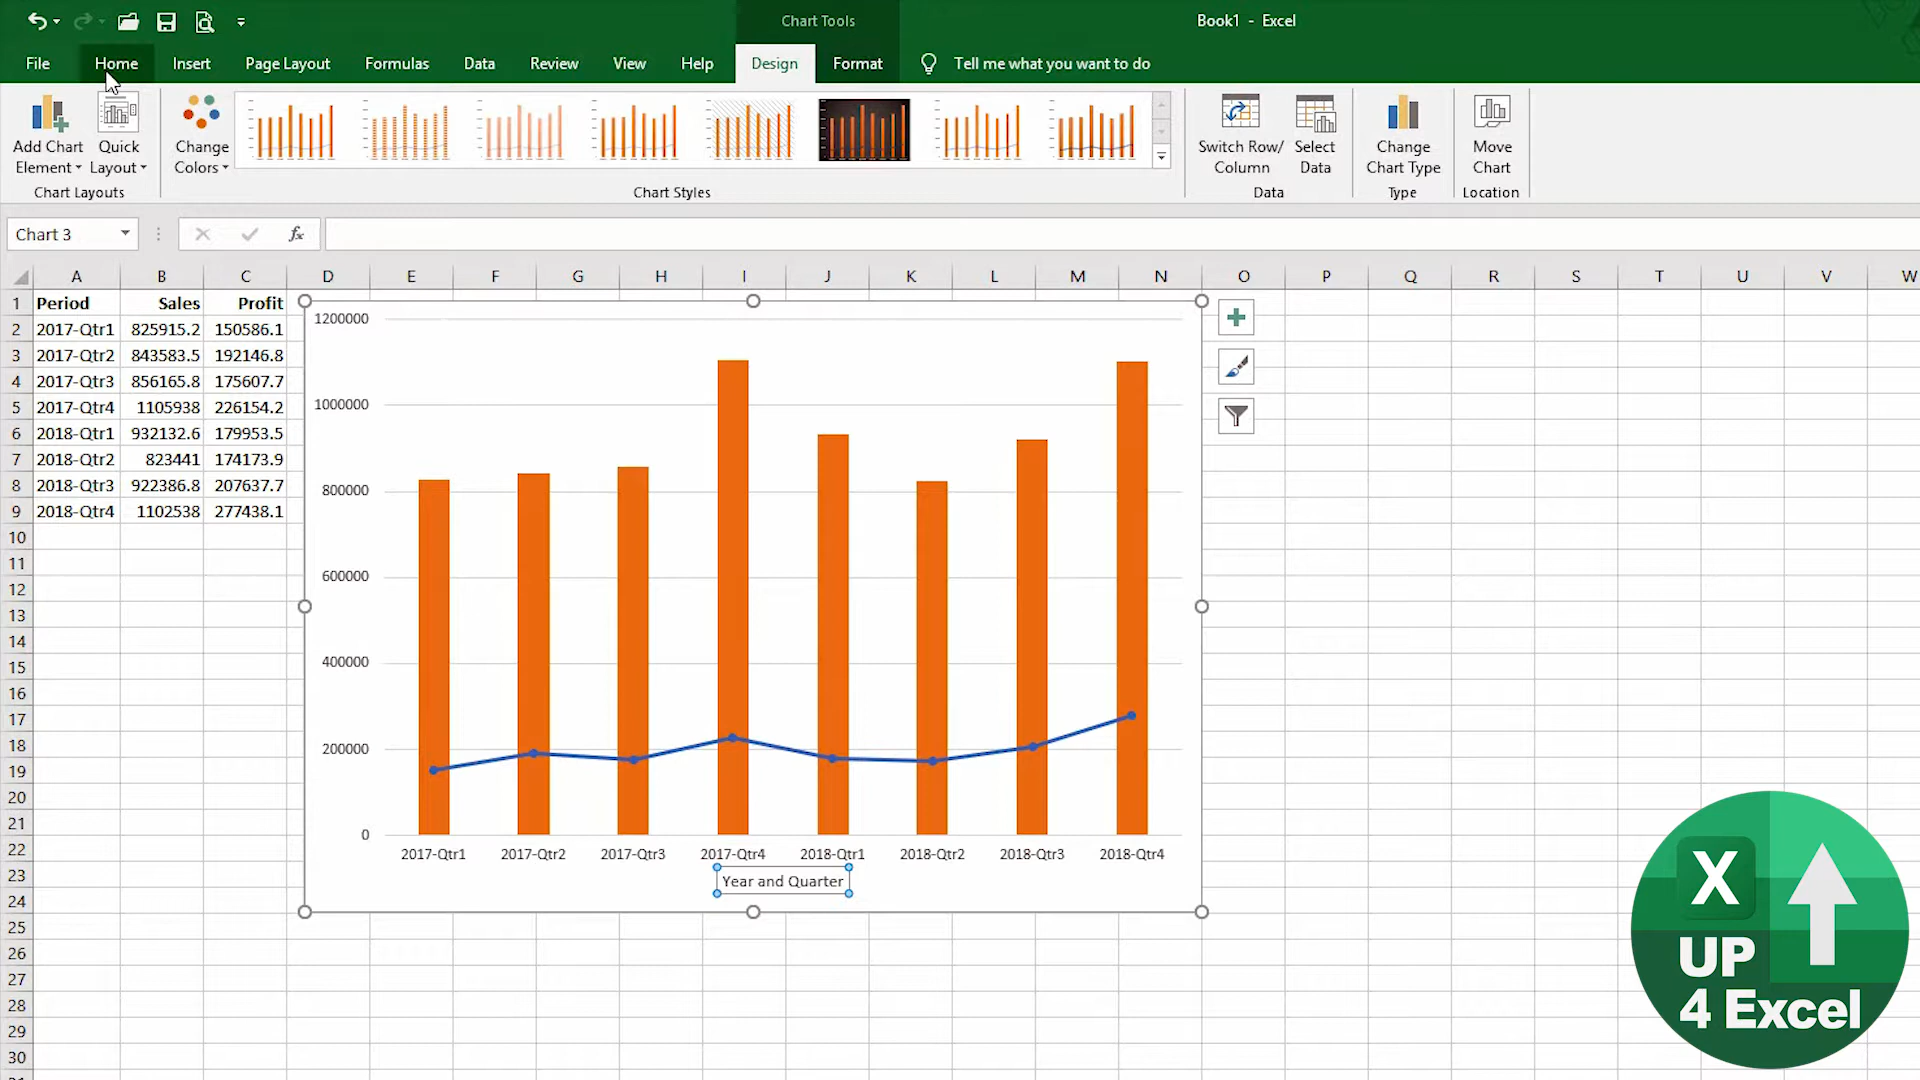 Chart Tools
Book1 - Excel
File Home Insert Page Layout Formulas Data Review View Help Design Format Tell me what you want to do
Add Chart Element
Quick Layout
Change Colors
Switch Row/ Column
Select Data
Change Chart Type
Move Chart
Chart Layouts Chart Styles Data Type Location
Chart 3 fx
A B C D E F G H I J K L M N O P Q R S T U V W
1 Period Sales Profit
2 2017-Qtr1 825915.2 150586.1
3 2017-Qtr2 843583.5 192146.8
4 2017-Qtr3 856165.8 175607.7
5 2017-Qtr4 1105938 226154.2
6 2018-Qtr1 932132.6 179953.5
7 2018-Qtr2 823441 174173.9
8 2018-Qtr3 922386.8 207637.7
9 2018-Qtr4 1102538 277438.1
10
11
12
13
14
15
16
17
18
19
20
21
22
23
24
25
26
27
28
29
30
1200000
1000000
800000
600000
400000
200000
0
2017-Qtr1 2017-Qtr2 2017-Qtr3 2017-Qtr4 2018-Qtr1 2018-Qtr2 2018-Qtr3 2018-Qtr4
Year and Quarter
X
UP
4 Excel